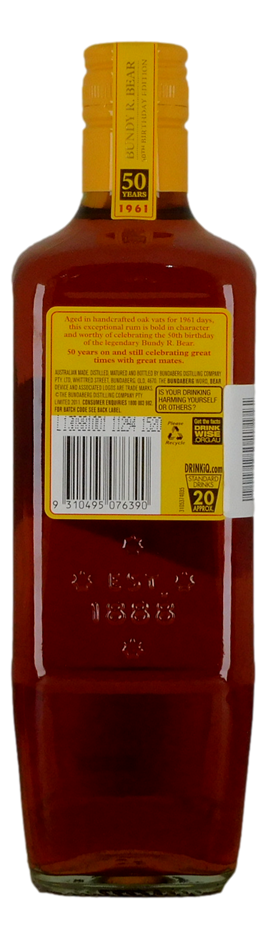 BUNDY R. BEAR
50th BIRTHDAY EDITION
50
YEARS
1961
Aged in handcrafted oak vats for 1961 days,
this exceptional rum is bold in character
and worthy of celebrating the 50th birthday
of the legendary Bundy R. Bear.
50 years on and still celebrating great
times with great mates.
AUSTRALIAN MADE. DISTILLED, MATURED AND BOTTLED BY BUNDABERG DISTILLING COMPANY
PTY. LTD, WHITTRED STREET, BUNDABERG, QLD, 4670. THE BUNDABERG WORD, BEAR
DEVICE AND ASSOCIATED LOGOS ARE TRADE MARKS.
© THE BUNDABERG DISTILLING COMPANY PTY
LIMITED 2011. CONSUMER ENQUIRIES 1800
FOR BATCH CODE SEE BACK LABEL.
IS YOUR DRINKING
HARMING YOURSELF
OR OTHERS ?
Get the facts
DRINK
WISE
.ORG.AU
Please
Recycle
DRINKiQ.com
STANDARD
DRINKS
20
APPROX.
9 310495 076390 >
EST.
1888